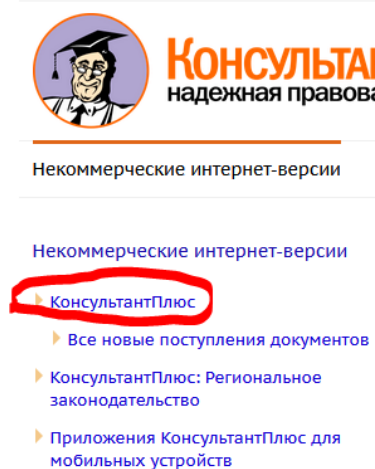 КОНСУЛЬТА
надежная правова
Некоммерческие интернет-версии
Некоммерческие интернет-версии
КонсультантПлюс
Все новые поступления документов
КонсультантПлюс: Региональное
законодательство
Приложения КонсультантПлюс для
мобильных устройств